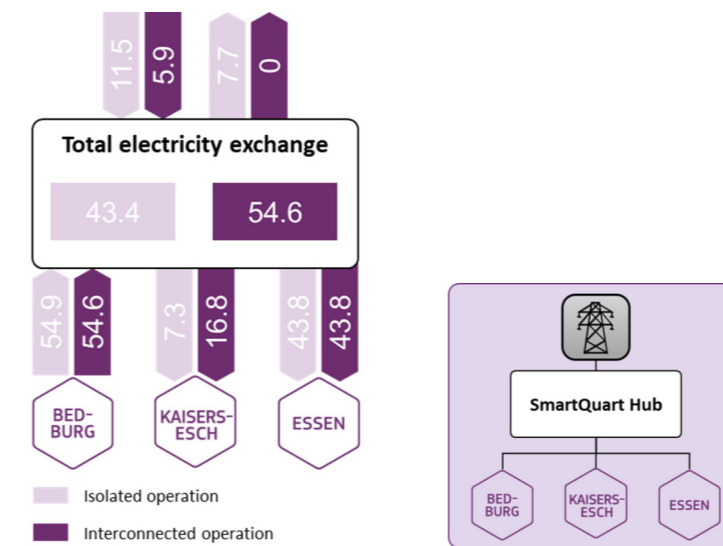 11.5
5.9
7.7
0
Total electricity exchange
43.4
54.6
54.9
54.6
7.3
16.8
43.8
43.8
BED-
BURG
KAISERS-
ESCH
ESSEN
Isolated operation
Interconnected operation
SmartQuart Hub
BED-
BURG
KAISERS-
ESCH
ESSEN